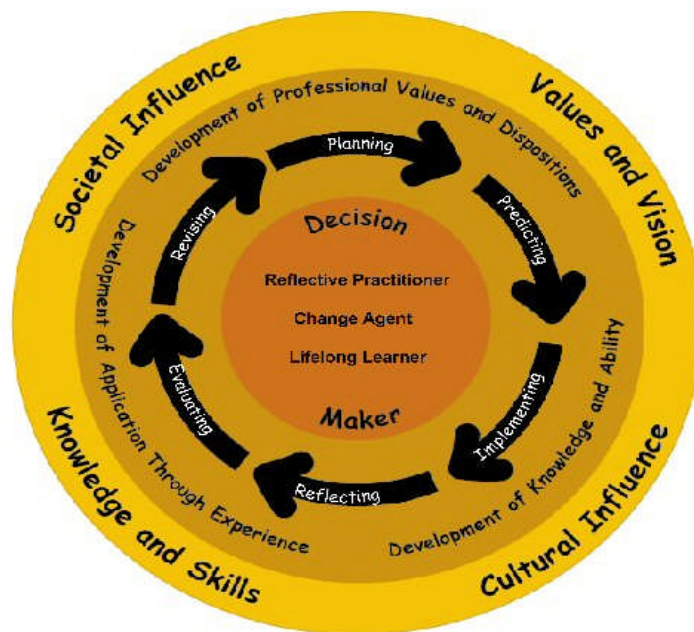 Societal Influence
Values and Vision
Cultural Influence
Knowledge and Skills
Development of Professional Values and Dispositions
Development of Knowledge and Ability
Development of Application Through Experience
Planning
Predicting
Implementing
Reflecting
Evaluating
Revising
Decision
Reflective Practitioner
Change Agent
Lifelong Learner
Maker